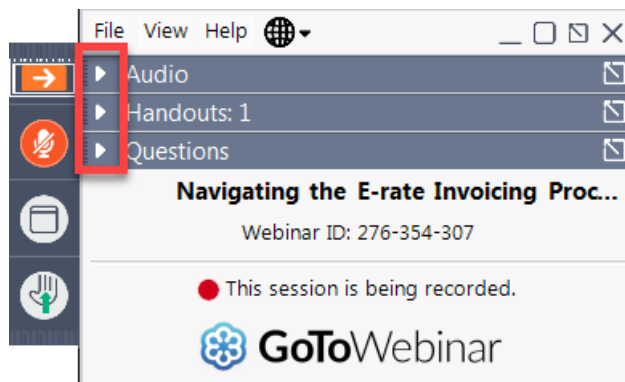 File View Help
Audio
Handouts: 1
Questions
Navigating the E-rate Invoicing Proc...
Webinar ID: 276-354-307
This session is being recorded.
GoToWebinar